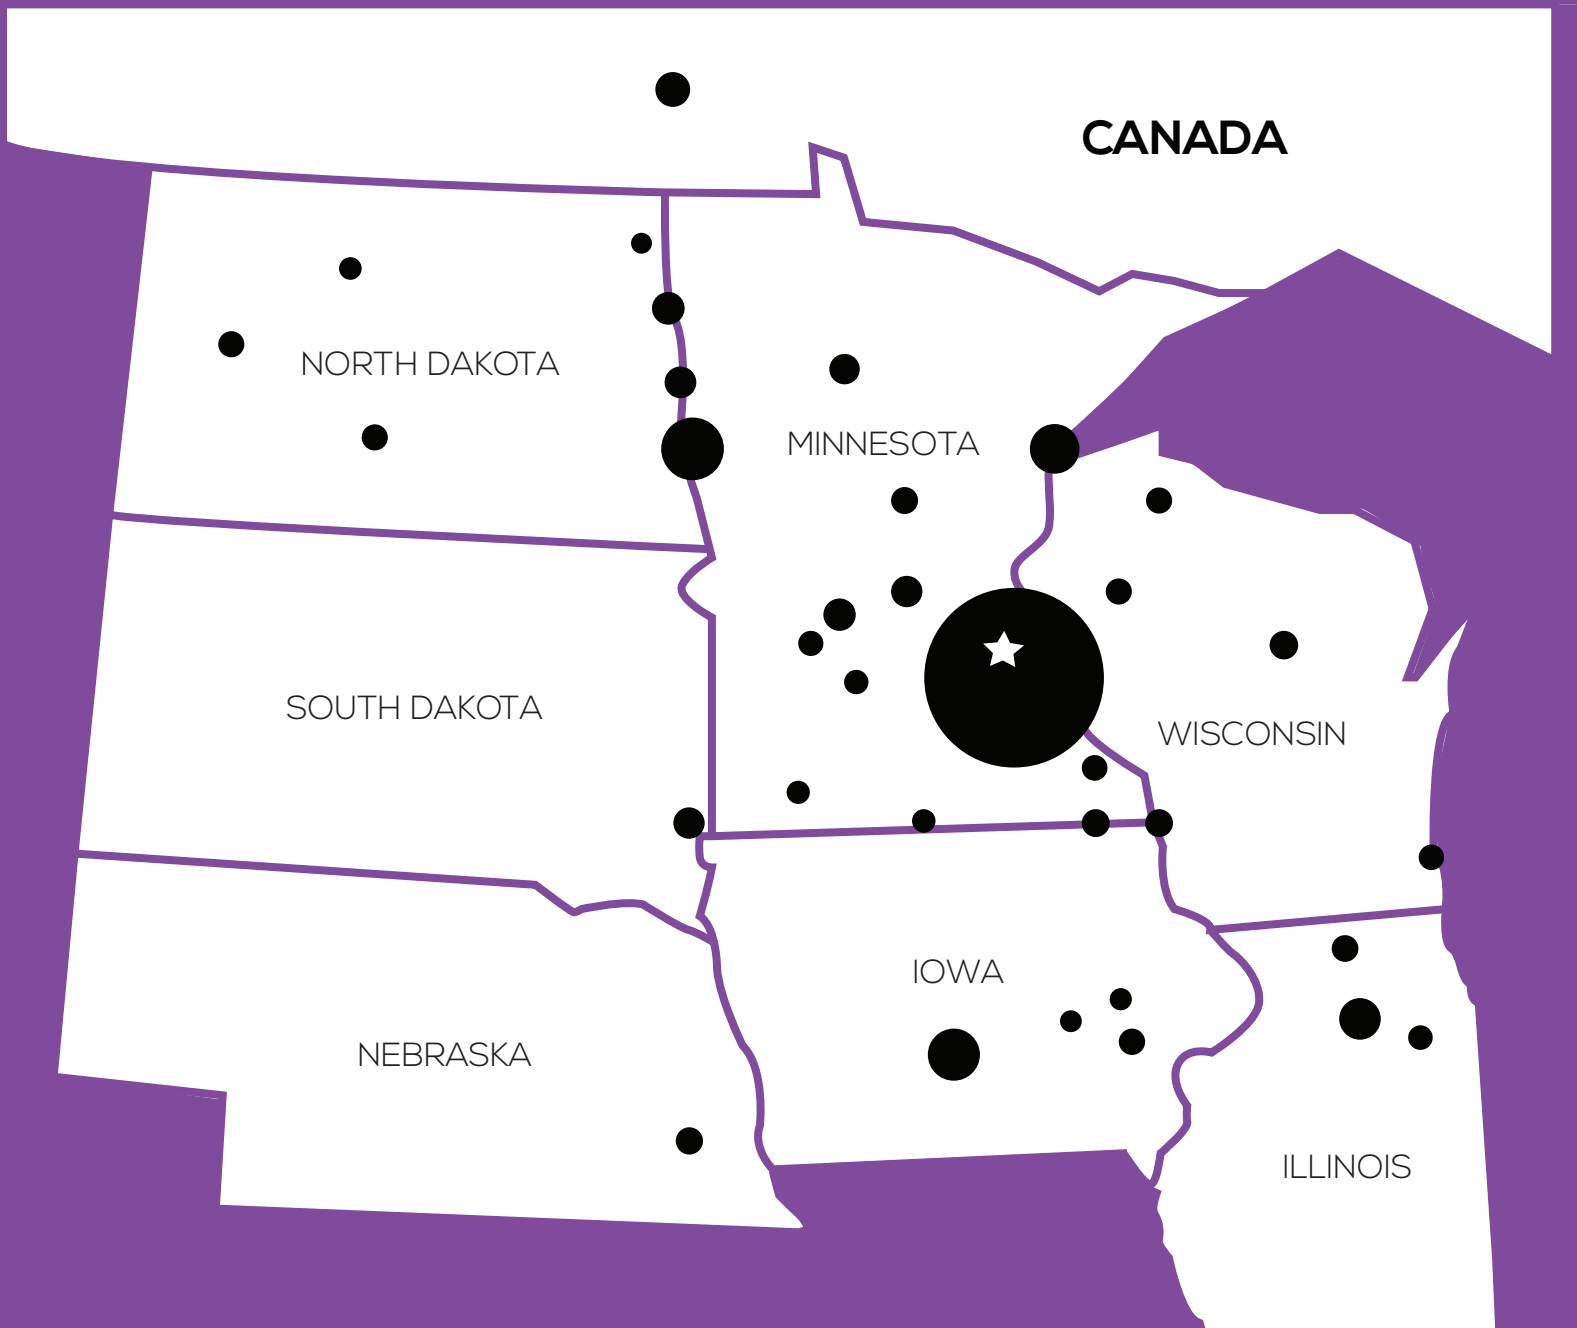 CANADA
NORTH DAKOTA
MINNESOTA
SOUTH DAKOTA
WISCONSIN
IOWA
NEBRASKA
ILLINOIS